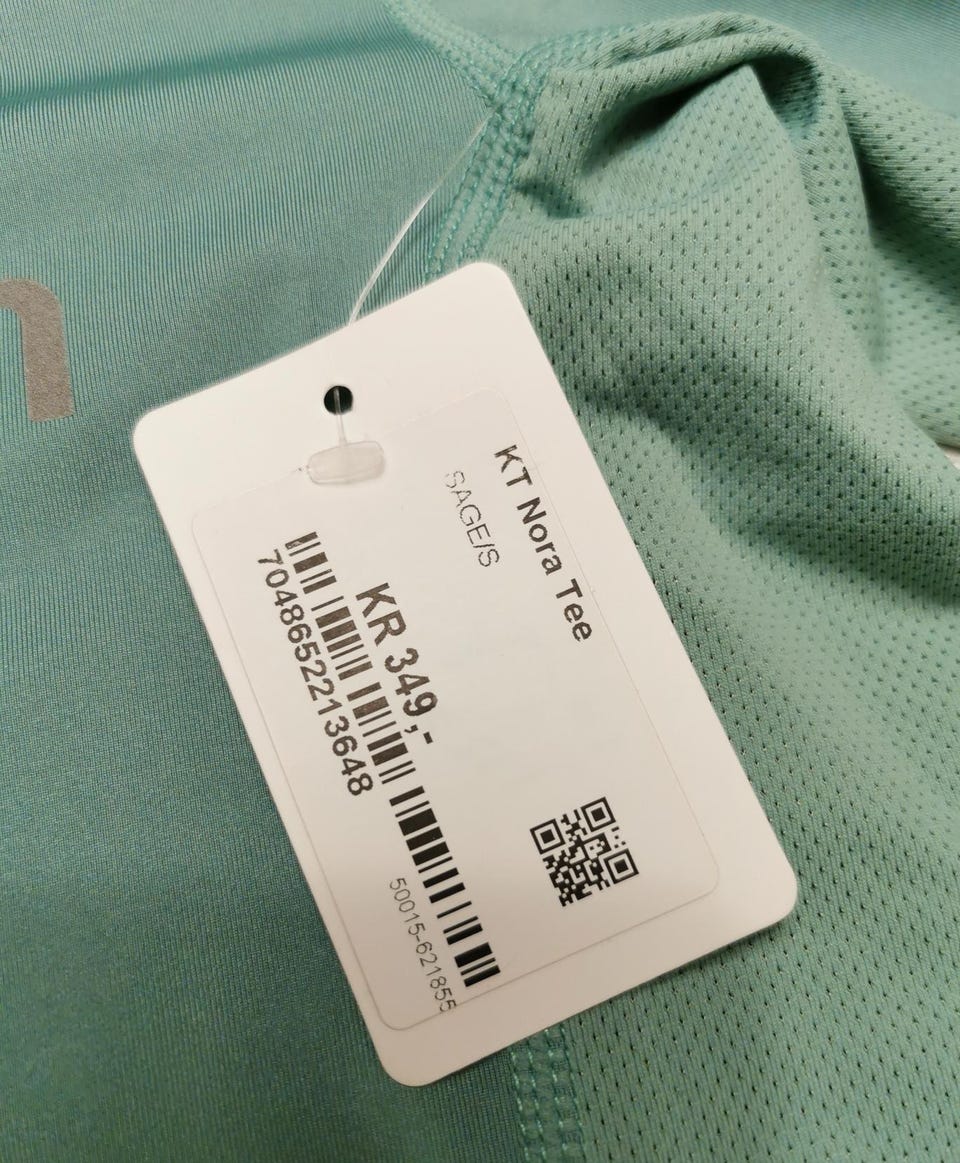 KT Nora Tee
SAGE/S
KR 349,-
7048652213648
50015-621855